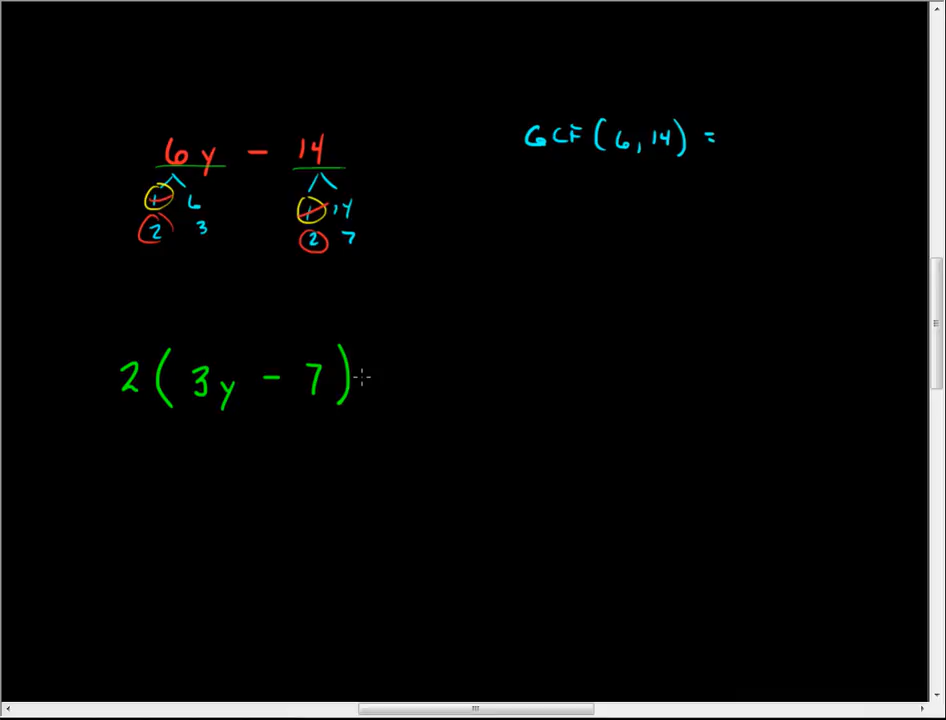 6y - 14
GCF(6,14) =
1 6
1 14
2 3
2 7
2(3y - 7)